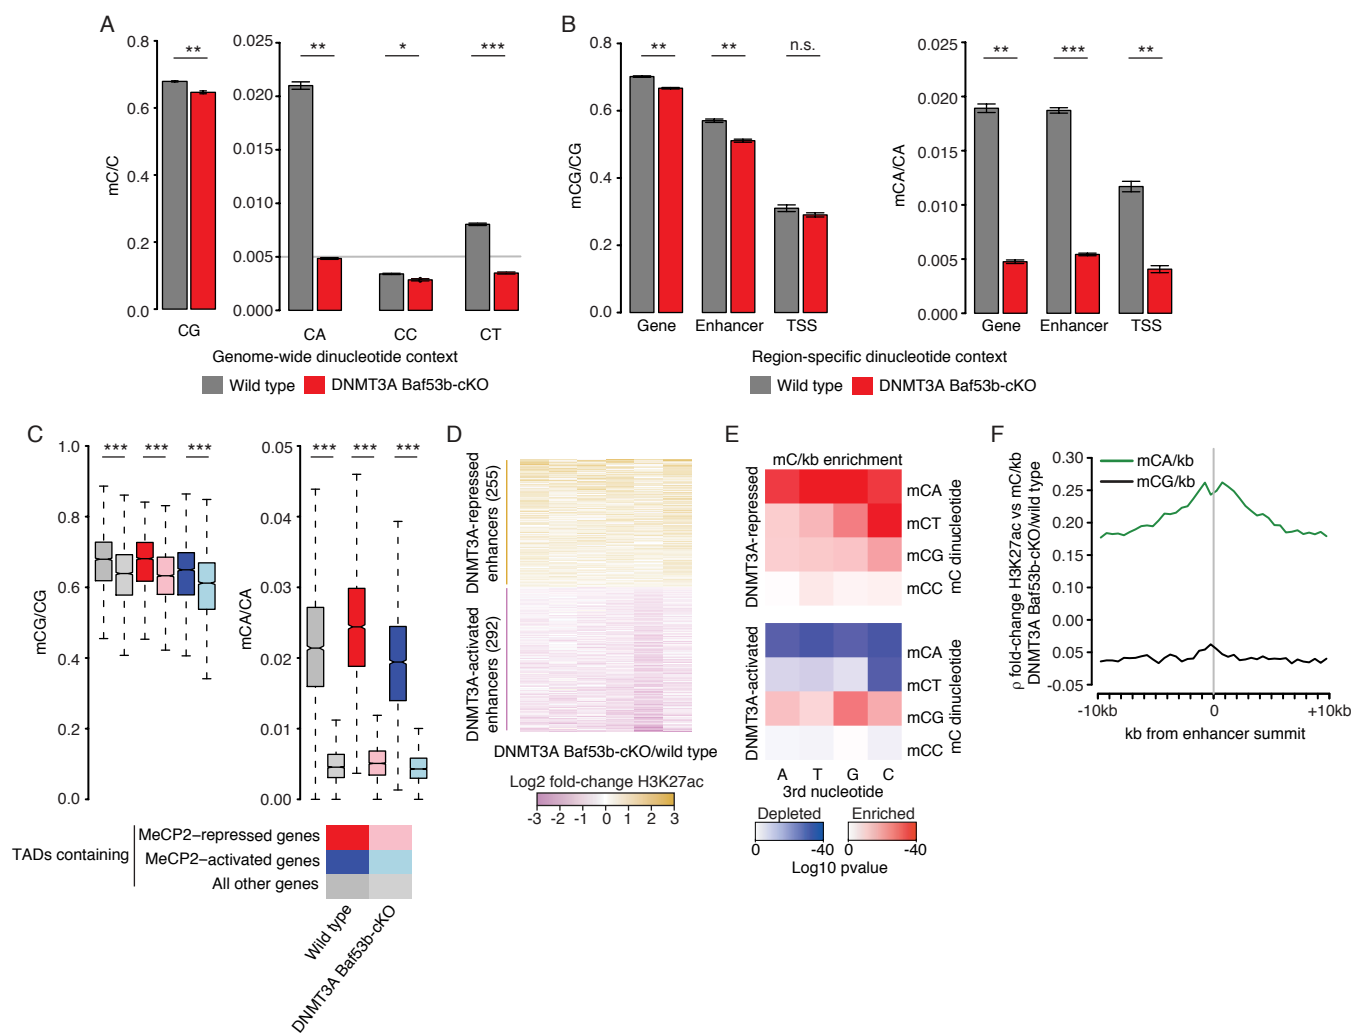 A
mC/C
0.8
0.6
0.4
0.2
0.0
**
CG
0.025
0.020
0.015
0.010
0.005
0.000
**
*
***
CA
CC
CT
Genome-wide dinucleotide context
Wild type
DNMT3A Baf53b-cKO
B
mCG/CG
0.8
0.6
0.4
0.2
0.0
**
**
n.s.
Gene
Enhancer
TSS
mCA/CA
0.025
0.020
0.015
0.010
0.005
0.000
**
***
**
Gene
Enhancer
TSS
Region-specific dinucleotide context
Wild type
DNMT3A Baf53b-cKO
C
mCG/CG
1.0
0.8
0.6
0.4
0.2
0.0
***
***
***
mCA/CA
0.05
0.04
0.03
0.02
0.01
0.00
***
***
***
TADs containing
MeCP2−repressed genes
MeCP2−activated genes
All other genes
Wild type
DNMT3A Baf53b-cKO
D
DNMT3A-repressed
enhancers (255)
DNMT3A-activated
enhancers (292)
DNMT3A Baf53b-cKO/wild type
Log2 fold-change H3K27ac
-3 -2 -1 0 1 2 3
E
mC/kb enrichment
DNMT3A-repressed
mCA
mCT
mCG
mCC
mC dinucleotide
DNMT3A-activated
mCA
mCT
mCG
mCC
mC dinucleotide
A T G C
3rd nucleotide
Depleted
0 -40
Enriched
0 -40
Log10 pvalue
F
ρ fold-change H3K27ac vs mC/kb
DNMT3A Baf53b-cKO/wild type
0.30
0.25
0.20
0.15
0.00
0.05
-0.05
mCA/kb
mCG/kb
-10kb
0
+10kb
kb from enhancer summit